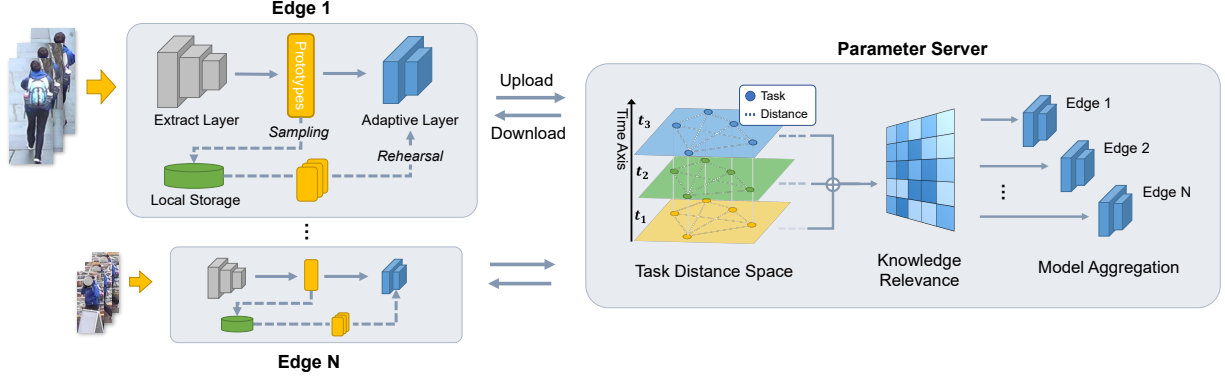 Edge 1
Prototypes
Extract Layer
Adaptive Layer
Sampling
Rehearsal
Local Storage
⋮
Edge N
Upload
Download
Parameter Server
Time Axis
t3
t2
t1
Task
Distance
Task Distance Space
Knowledge
Relevance
Edge 1
Edge 2
⋮
Edge N
Model Aggregation